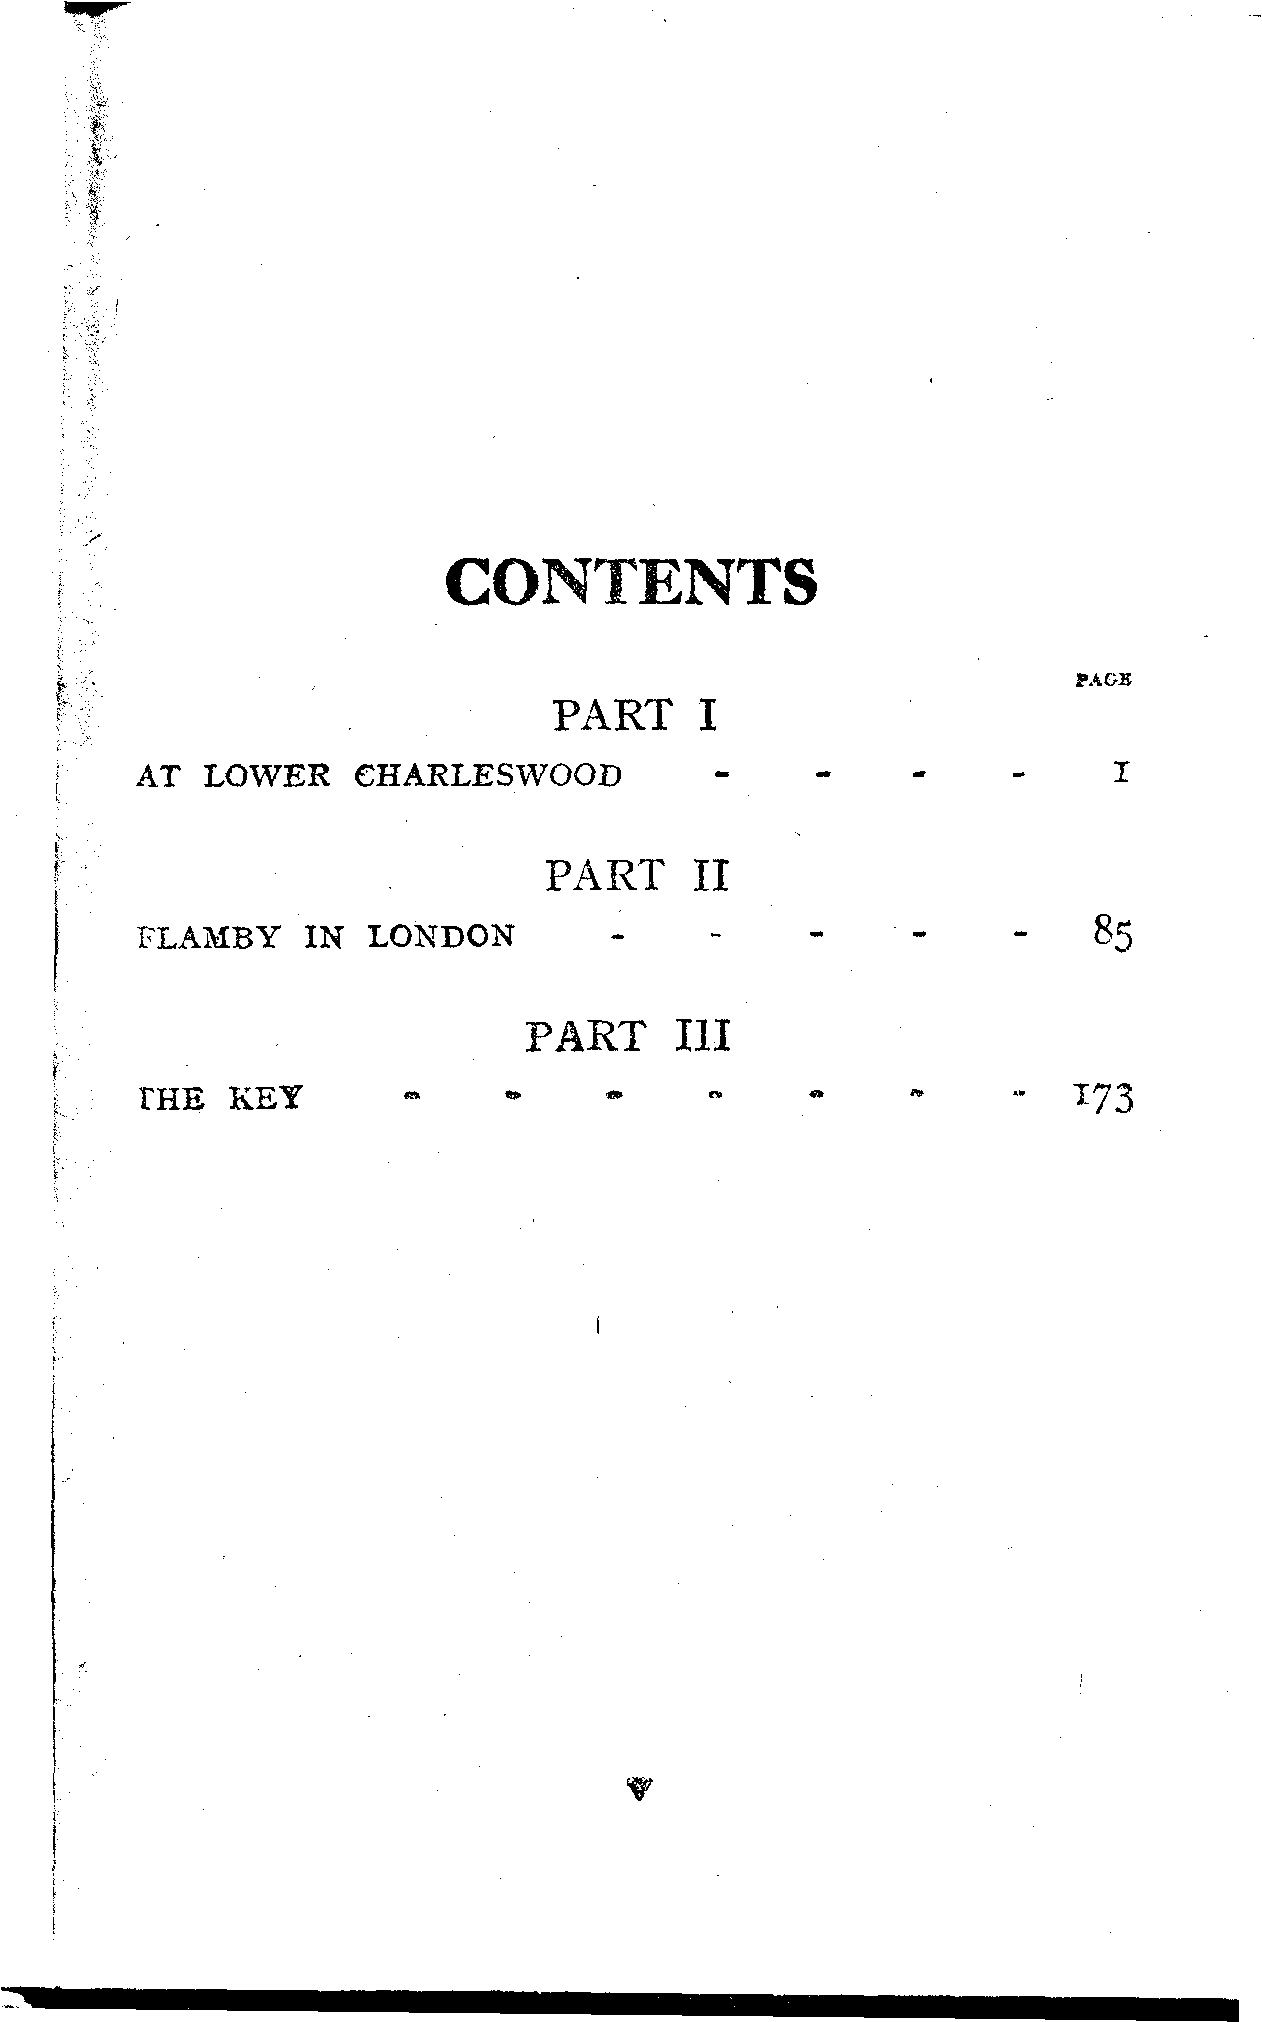 CONTENTS
PAGE
PART I
AT LOWER CHARLESWOOD - - - - 1
PART II
FLAMBY IN LONDON - - - - - 85
PART III
THE KEY - - - - - - - 173